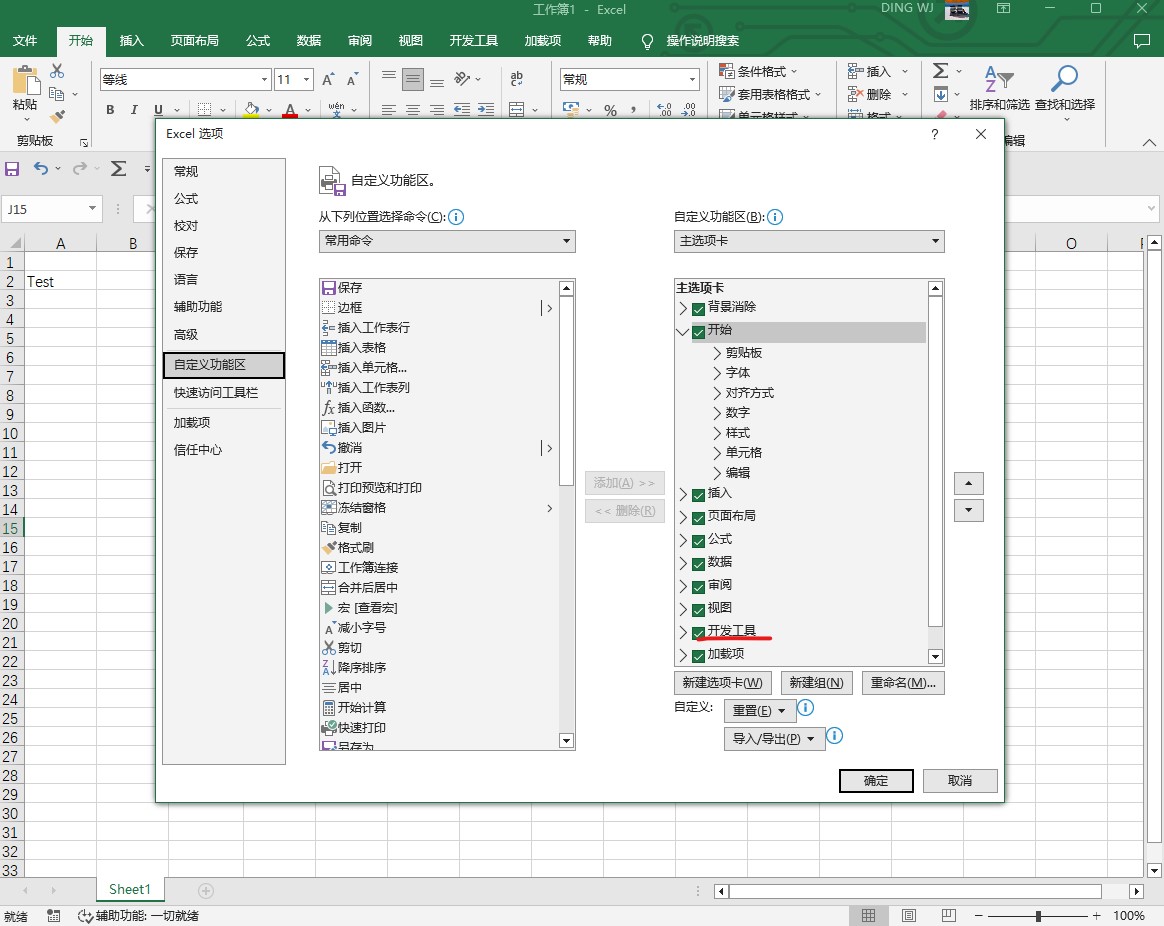 工作簿1 - Excel
DING WJ
文件 开始 插入 页面布局 公式 数据 审阅 视图 开发工具 加载项 帮助 操作说明搜索
等线 11 常规 条件格式 插入
粘贴 套用表格格式 删除 排序和筛选 查找和选择
B I U A wén %
单元格样式 格式
剪贴板 编辑
Excel 选项 ?
J15
A B O
1
2 Test
3
4
5
6
7
8
9
10
11
12
13
14
15
16
17
18
19
20
21
22
23
24
25
26
27
28
29
30
31
32
33
常规
公式
校对
保存
语言
辅助功能
高级
自定义功能区
快速访问工具栏
加载项
信任中心
自定义功能区。
从下列位置选择命令(C):
常用命令
保存
边框
插入工作表行
插入表格
插入单元格...
插入工作表列
插入函数...
插入图片
撤消
打开
打印预览和打印
冻结窗格
复制
格式刷
工作簿连接
合并后居中
宏 [查看宏]
减小字号
剪切
降序排序
居中
开始计算
快速打印
另存为
添加(A) >>
<< 删除(R)
自定义功能区(B):
主选项卡
主选项卡
背景消除
开始
剪贴板
字体
对齐方式
数字
样式
单元格
编辑
插入
页面布局
公式
数据
审阅
视图
开发工具
加载项
新建选项卡(W) 新建组(N) 重命名(M)...
自定义: 重置(E)
导入/导出(P)
确定 取消
Sheet1
就绪 辅助功能: 一切就绪 100%